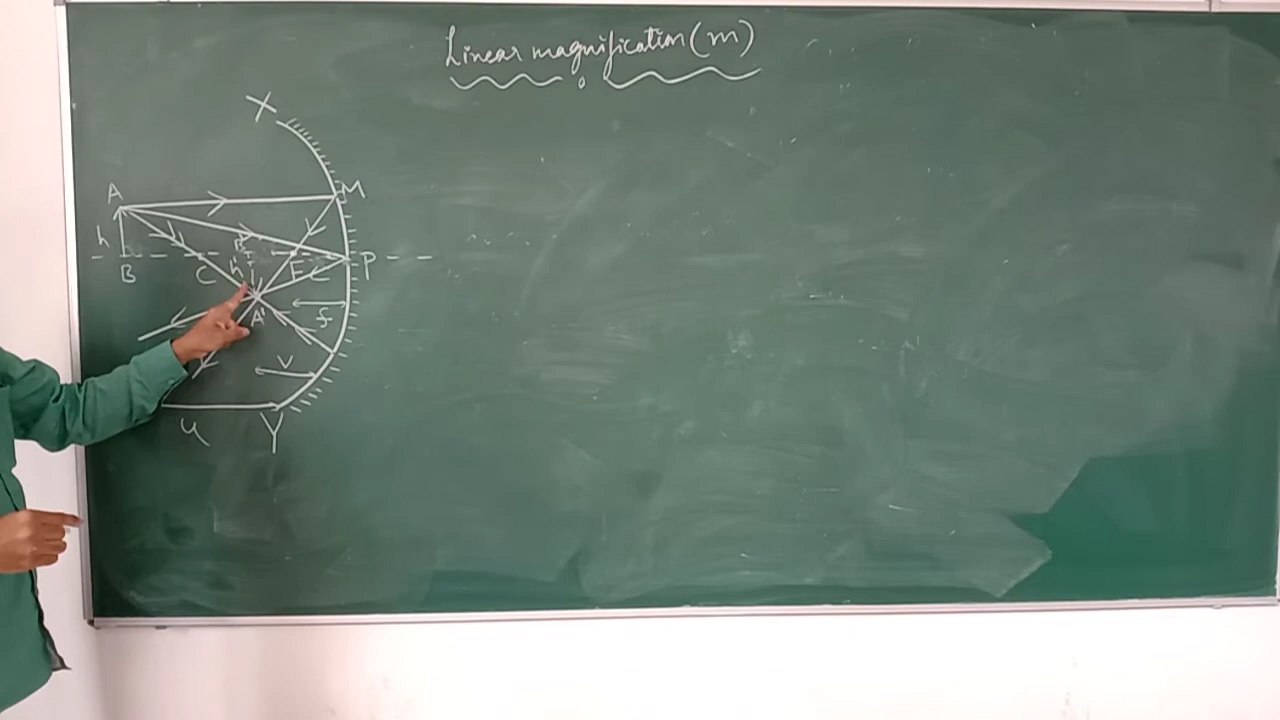 Linear magnification (m)
X
A M
h
B C h' F P
A' f
v
u Y